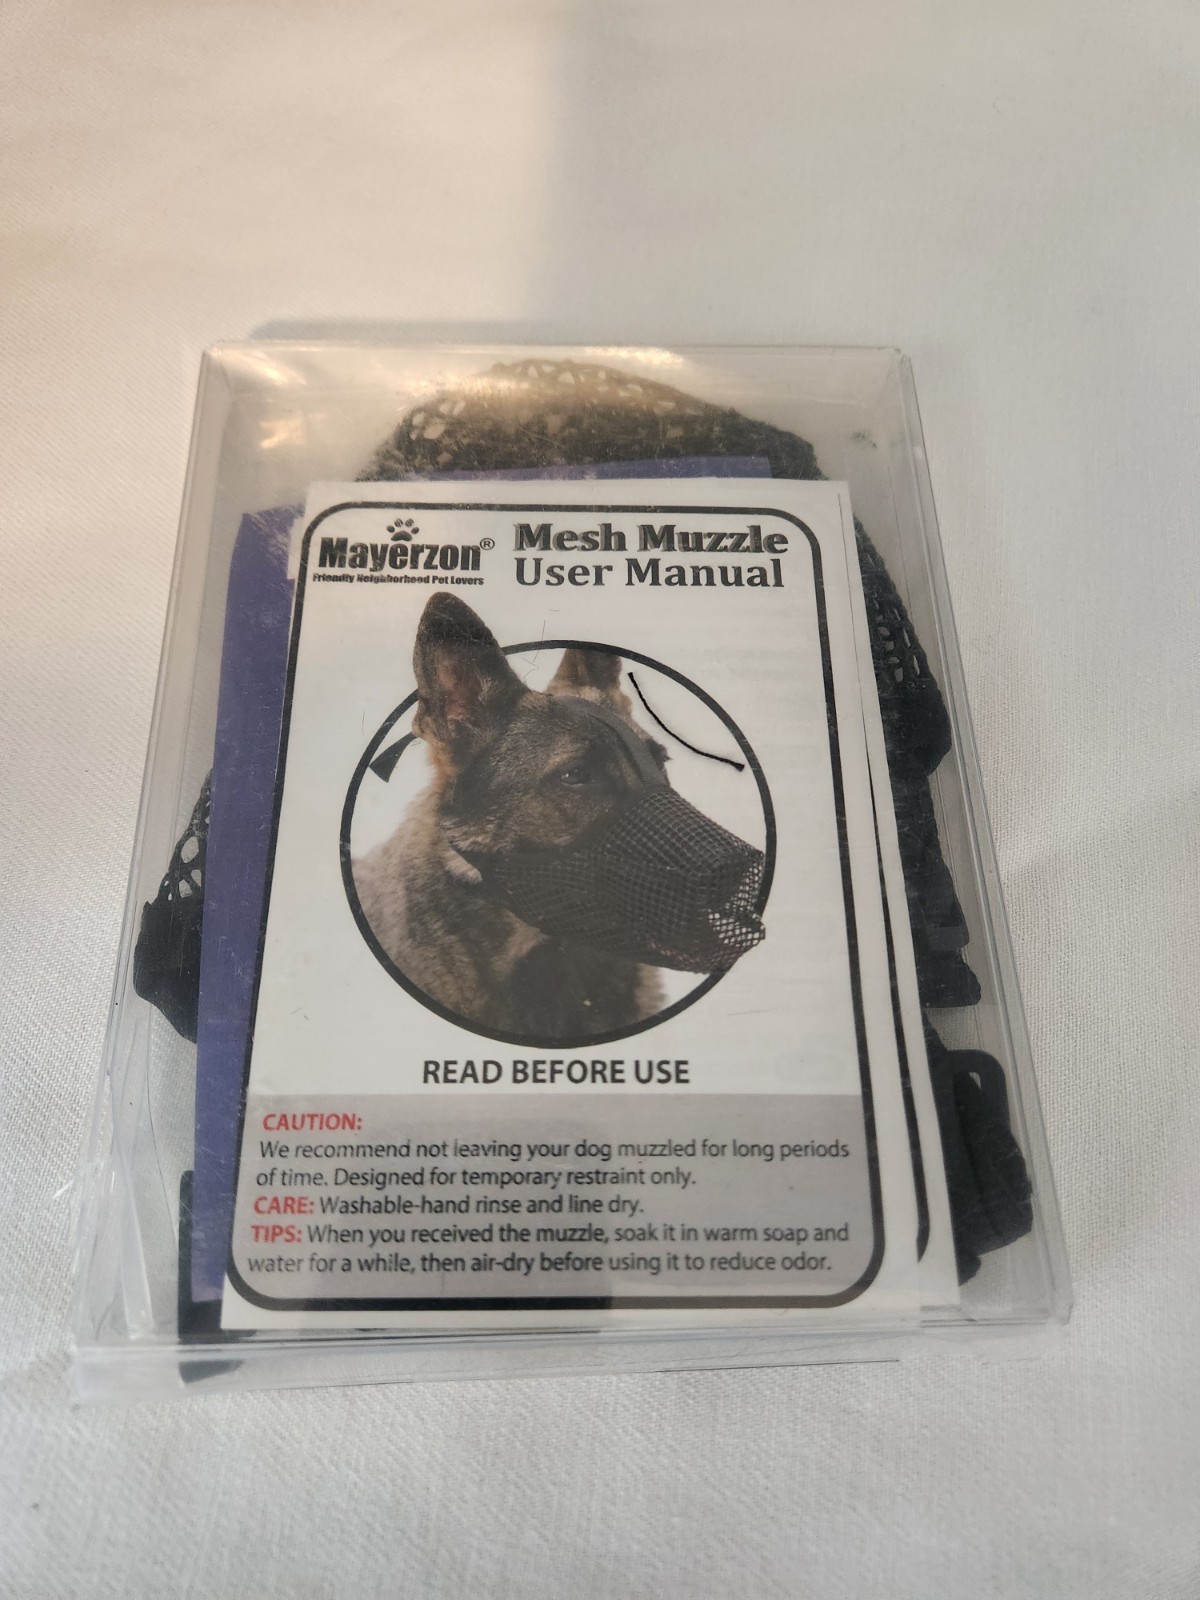 Mayerzon®
Friendly Neighborhood Pet Lovers
Mesh Muzzle
User Manual
READ BEFORE USE
CAUTION:
We recommend not leaving your dog muzzled for long periods
of time. Designed for temporary restraint only.
CARE: Washable-hand rinse and line dry.
TIPS: When you received the muzzle, soak it in warm soap and
water for a while, then air-dry before using it to reduce odor.